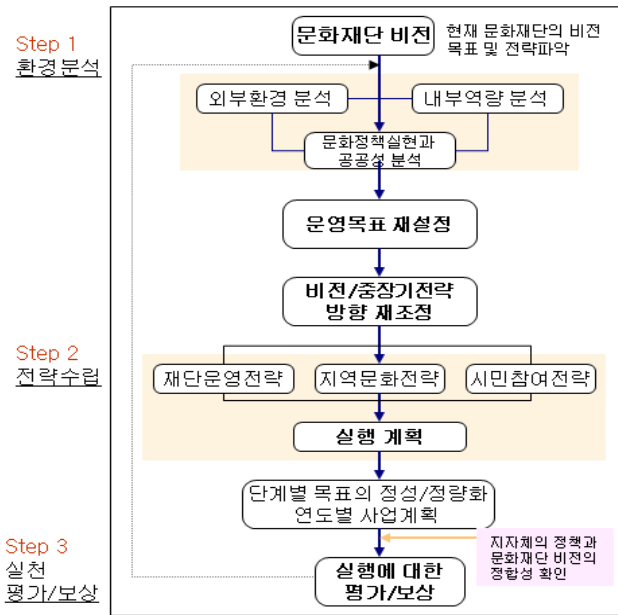 Step 1
환경분석
문화재단 비전
현재 문화재단의 비전
목표 및 전략파악
외부환경 분석
내부역량 분석
문화정책실현과
공공성 분석
운영목표 재설정
비전/중장기전략
방향 재조정
Step 2
전략수립
재단운영전략
지역문화전략
시민참여전략
실행 계획
단계별 목표의 정성/정량화
연도별 사업계획
Step 3
실천
평가/보상
지자체의 정책과
문화재단 비전의
정합성 확인
실행에 대한
평가/보상